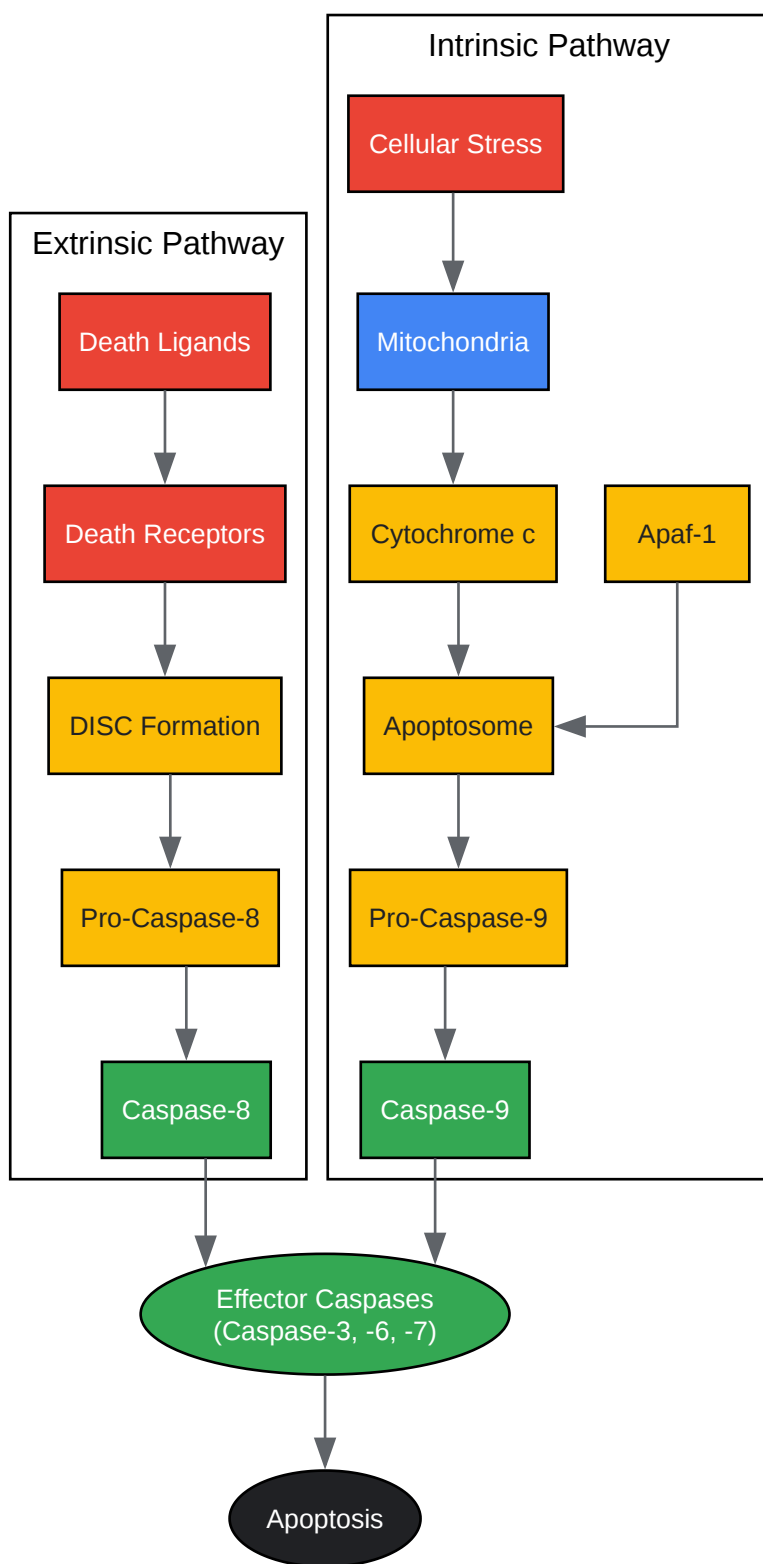 Intrinsic Pathway
Cellular Stress
Extrinsic Pathway
Death Ligands
Mitochondria
Death Receptors
Cytochrome c
Apaf-1
DISC Formation
Apoptosome
Pro-Caspase-8
Pro-Caspase-9
Caspase-8
Caspase-9
Effector Caspases
(Caspase-3, -6, -7)
Apoptosis